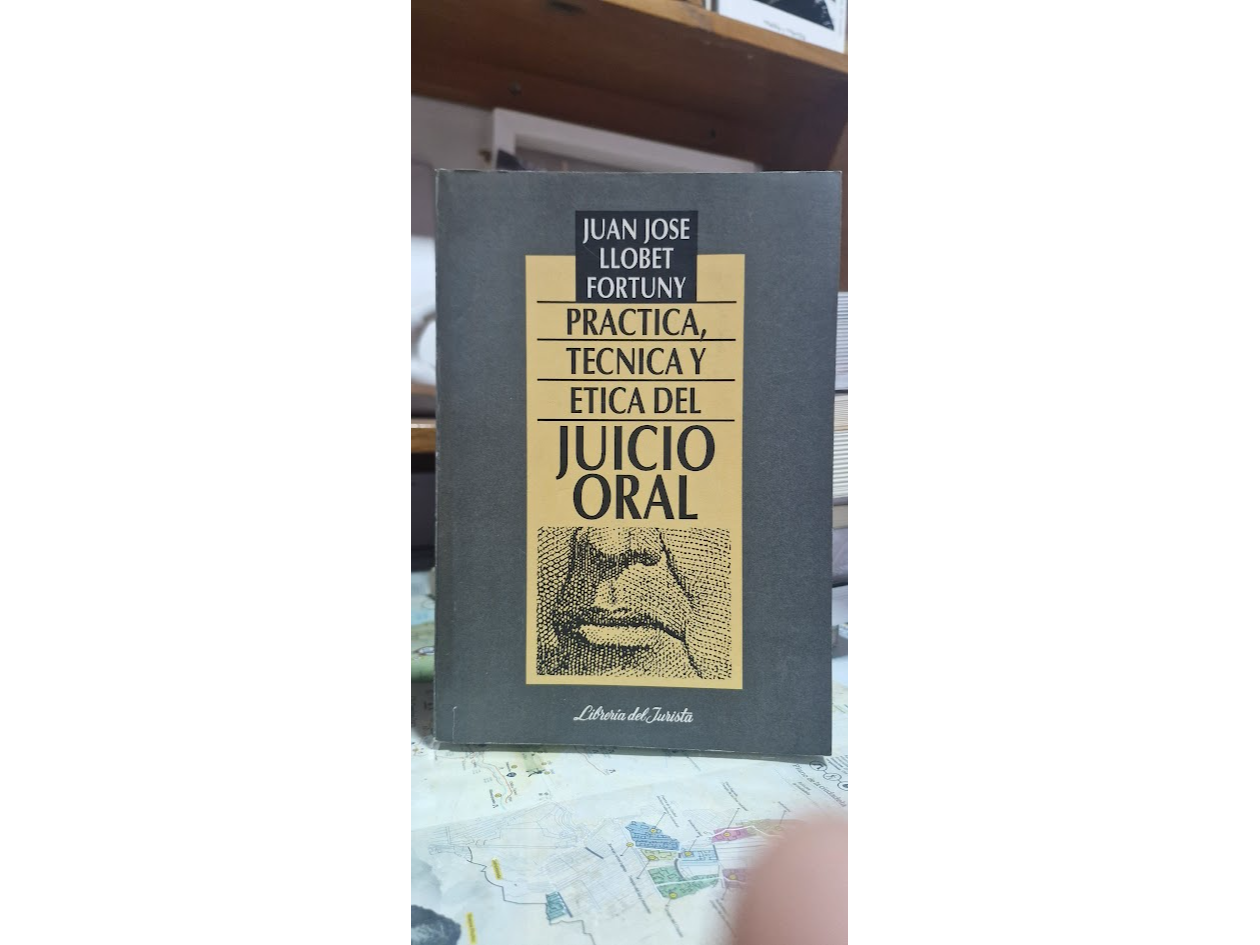 JUAN JOSE
LLOBET
FORTUNY
PRACTICA,
TECNICA Y
ETICA DEL
JUICIO
ORAL
Librería del Jurista